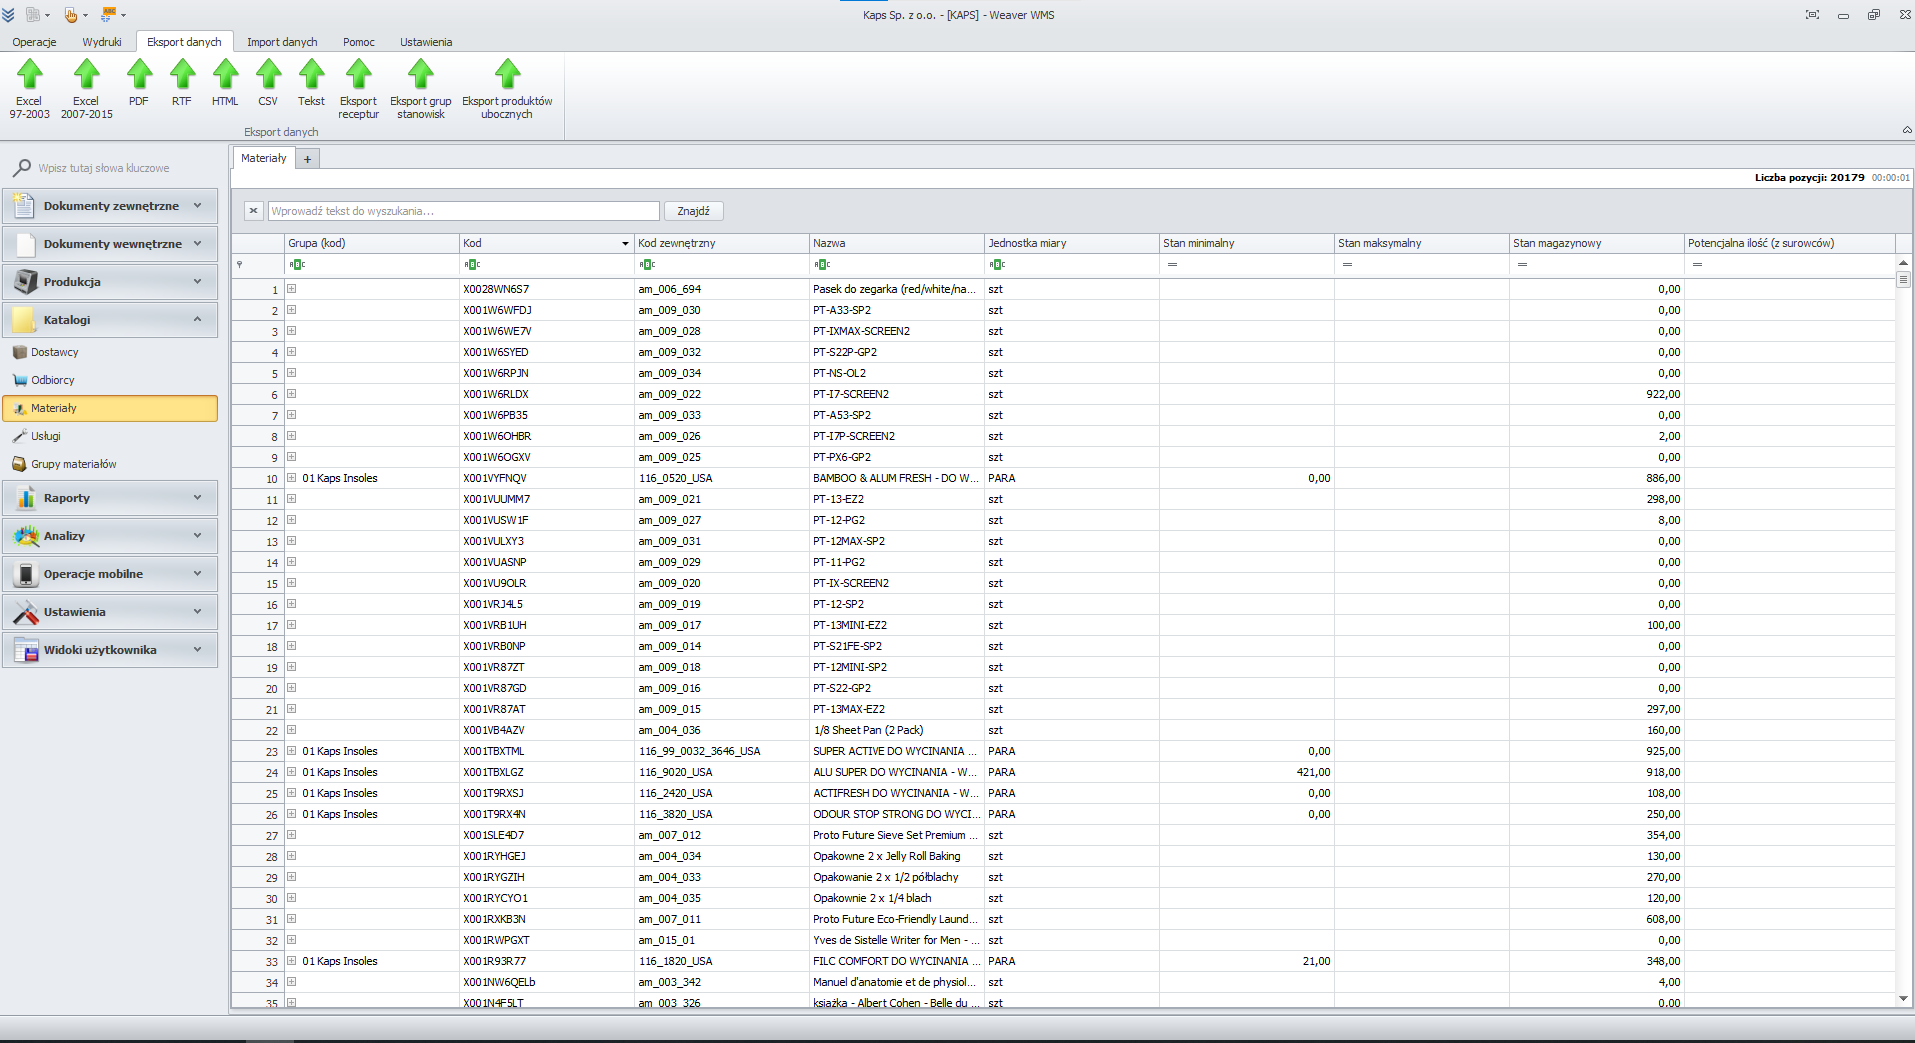 Kaps Sp. z o.o. - [KAPS] - Weaver WMS
Operacje Wydruki Eksport danych Import danych Pomoc Ustawienia
Excel 97-2003
Excel 2007-2015
PDF
RTF
HTML
CSV
Tekst
Eksport receptur
Eksport grup stanowisk
Eksport produktów ubocznych
Eksport danych
Wpisz tutaj słowa kluczowe
Dokumenty zewnętrzne
Dokumenty wewnętrzne
Produkcja
Katalogi
Dostawcy
Odbiorcy
Materiały
Usługi
Grupy materiałów
Raporty
Analizy
Operacje mobilne
Ustawienia
Widoki użytkownika
Materiały +
Liczba pozycji: 20179 00:00:01
Wprowadź tekst do wyszukania... Znajdź
Grupa (kod) Kod Kod zewnętrzny Nazwa Jednostka miary Stan minimalny Stan maksymalny Stan magazynowy Potencjalna ilość (z surowców)
1 X0028WN6S7 am_006_694 Pasek do zegarka (red/white/na... szt 0,00
2 X001W6WFDJ am_009_030 PT-A33-SP2 szt 0,00
3 X001W6WE7V am_009_028 PT-IXMAX-SCREEN2 szt 0,00
4 X001W6SYED am_009_032 PT-S22P-GP2 szt 0,00
5 X001W6RPJN am_009_034 PT-NS-OL2 szt 0,00
6 X001W6RLDX am_009_022 PT-I7-SCREEN2 szt 922,00
7 X001W6PB35 am_009_033 PT-A53-SP2 szt 0,00
8 X001W6OHBR am_009_026 PT-I7P-SCREEN2 szt 2,00
9 X001W6OGXV am_009_025 PT-PX6-GP2 szt 0,00
10 01 Kaps Insoles X001VYFNQV 116_0520_USA BAMBOO & ALUM FRESH - DO W... PARA 0,00 886,00
11 X001VUUMM7 am_009_021 PT-13-EZ2 szt 298,00
12 X001VUSW1F am_009_027 PT-12-PG2 szt 8,00
13 X001VULXY3 am_009_031 PT-12MAX-SP2 szt 0,00
14 X001VUASNP am_009_029 PT-11-PG2 szt 0,00
15 X001VU9OLR am_009_020 PT-IX-SCREEN2 szt 0,00
16 X001VRJ4L5 am_009_019 PT-12-SP2 szt 0,00
17 X001VRB1UH am_009_017 PT-13MINI-EZ2 szt 100,00
18 X001VRB0NP am_009_014 PT-S21FE-SP2 szt 0,00
19 X001VR87ZT am_009_018 PT-12MINI-SP2 szt 0,00
20 X001VR87GD am_009_016 PT-S22-GP2 szt 0,00
21 X001VR87AT am_009_015 PT-13MAX-EZ2 szt 297,00
22 X001VB4AZV am_004_036 1/8 Sheet Pan (2 Pack) szt 160,00
23 01 Kaps Insoles X001TBXTML 116_99_0032_3646_USA SUPER ACTIVE DO WYCINANIA ... PARA 0,00 925,00
24 01 Kaps Insoles X001TBXLGZ 116_9020_USA ALU SUPER DO WYCINANIA - W... PARA 421,00 918,00
25 01 Kaps Insoles X001T9RXSJ 116_2420_USA ACTIFRESH DO WYCINANIA - W... PARA 0,00 108,00
26 01 Kaps Insoles X001T9RX4N 116_3820_USA ODOUR STOP STRONG DO WYCI... PARA 0,00 250,00
27 X001SLE4D7 am_007_012 Proto Future Sieve Set Premium ... szt 354,00
28 X001RYHGEJ am_004_034 Opakowne 2 x Jelly Roll Baking szt 130,00
29 X001RYGZIH am_004_033 Opakowanie 2 x 1/2 półblachy szt 270,00
30 X001RYCYO1 am_004_035 Opakownie 2 x 1/4 blach szt 120,00
31 X001RXKB3N am_007_011 Proto Future Eco-Friendly Laund... szt 608,00
32 X001RWPGXT am_015_01 Yves de Sistelle Writer for Men - ... szt 0,00
33 01 Kaps Insoles X001R93R77 116_1820_USA FILC COMFORT DO WYCINANIA ... PARA 21,00 348,00
34 X001NW6QELb am_003_342 Manuel d'anatomie et de physiol... szt 4,00
35 X001N4F5LT am_003_326 książka - Albert Cohen - Belle du ... szt 0,00